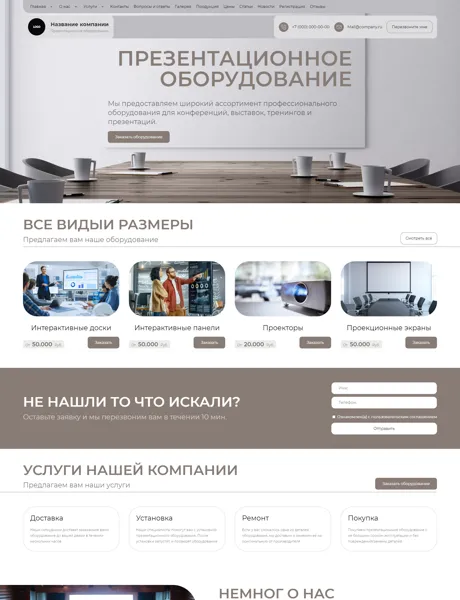 Главная О нас Услуги Контакты Вопросы и ответы Галерея Продукция Цены Статьи Новости Регистрация Отзывы
LOGO
Название компании
Презентационное оборудование
+7 (000) 000-00-00
Mail@company.ru
Перезвоните мне
ПРЕЗЕНТАЦИОННОЕ
ОБОРУДОВАНИЕ
Мы предоставляем широкий ассортимент профессионального
оборудования для конференций, выставок, тренингов и
презентаций.
Заказать оборудование
ВСЕ ВИДЫИ РАЗМЕРЫ
Предлагаем вам наше оборудование
Смотреть все
Интерактивные доски
От 50.000 руб.
Заказать
Интерактивные панели
От 50.000 руб.
Заказать
Проекторы
От 20.000 руб.
Заказать
Проекционные экраны
От 50.000 руб.
Заказать
НЕ НАШЛИ ТО ЧТО ИСКАЛИ?
Оставьте заявку и мы перезвоним вам в течении 10 мин.
Имя
Телефон
Отправить
УСЛУГИ НАШЕЙ КОМПАНИИ
Предлагаем вам наши услуги
Заказать оборудование
Доставка
Установка
Ремонт
Покупка
НЕМНОГ О НАС